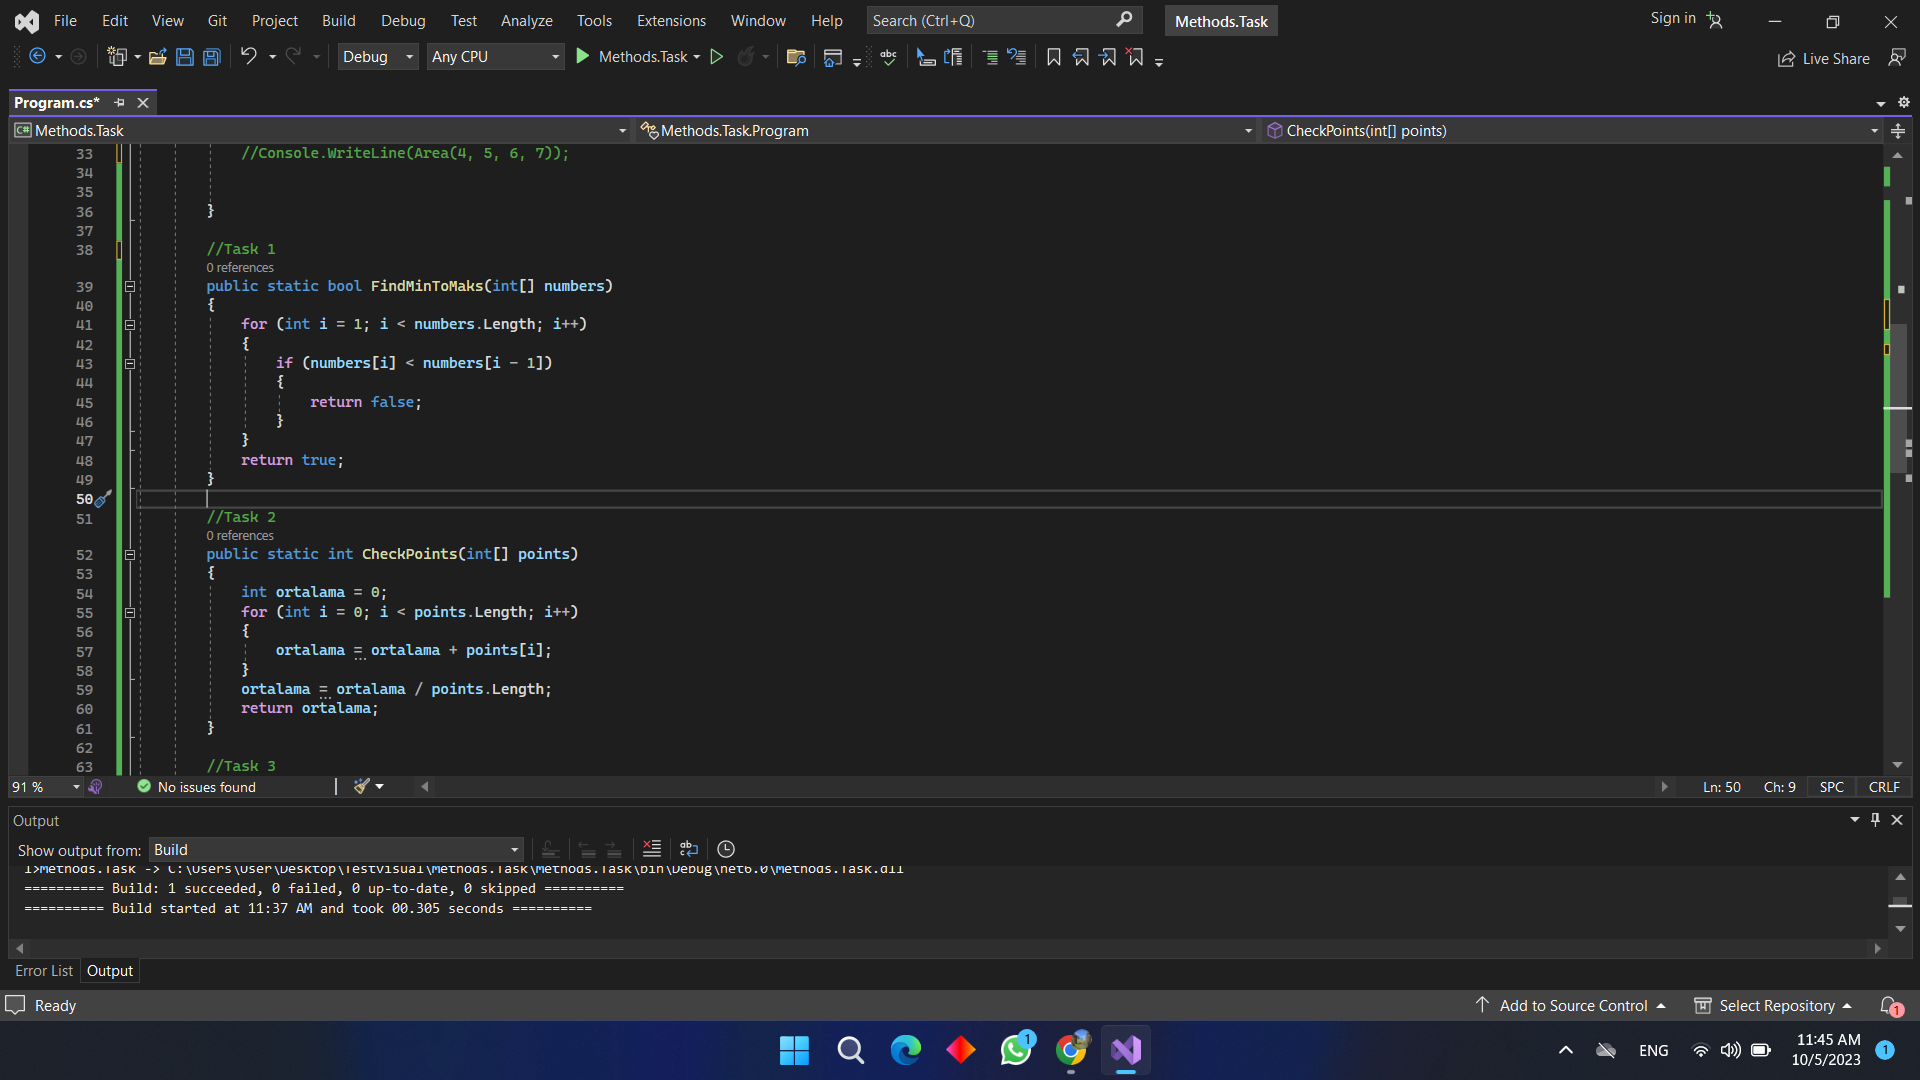 File Edit View Git Project Build Debug Test Analyze Tools Extensions Window Help Search (Ctrl+Q) Methods.Task Sign in
Debug Any CPU Methods.Task Live Share
Program.cs*
C# Methods.Task Methods.Task.Program CheckPoints(int[] points)
33 //Console.WriteLine(Area(4, 5, 6, 7));
34
35
36 }
37
38 //Task 1
0 references
39 public static bool FindMinToMaks(int[] numbers)
40 {
41 for (int i = 1; i < numbers.Length; i++)
42 {
43 if (numbers[i] < numbers[i - 1])
44 {
45 return false;
46 }
47 }
48 return true;
49 }
50
51 //Task 2
0 references
52 public static int CheckPoints(int[] points)
53 {
54 int ortalama = 0;
55 for (int i = 0; i < points.Length; i++)
56 {
57 ortalama = ortalama + points[i];
58 }
59 ortalama = ortalama / points.Length;
60 return ortalama;
61 }
62
63 //Task 3
91 % No issues found Ln: 50 Ch: 9 SPC CRLF
Output
Show output from: Build
1>Methods.Task -> C:\Users\User\Desktop\Testvisual\Methods.Task\Methods.Task\bin\Debug\net6.0\Methods.Task.dll
========== Build: 1 succeeded, 0 failed, 0 up-to-date, 0 skipped ==========
========== Build started at 11:37 AM and took 00.305 seconds ==========
Error List Output
Ready Add to Source Control Select Repository 1
1 ENG 11:45 AM 1
10/5/2023